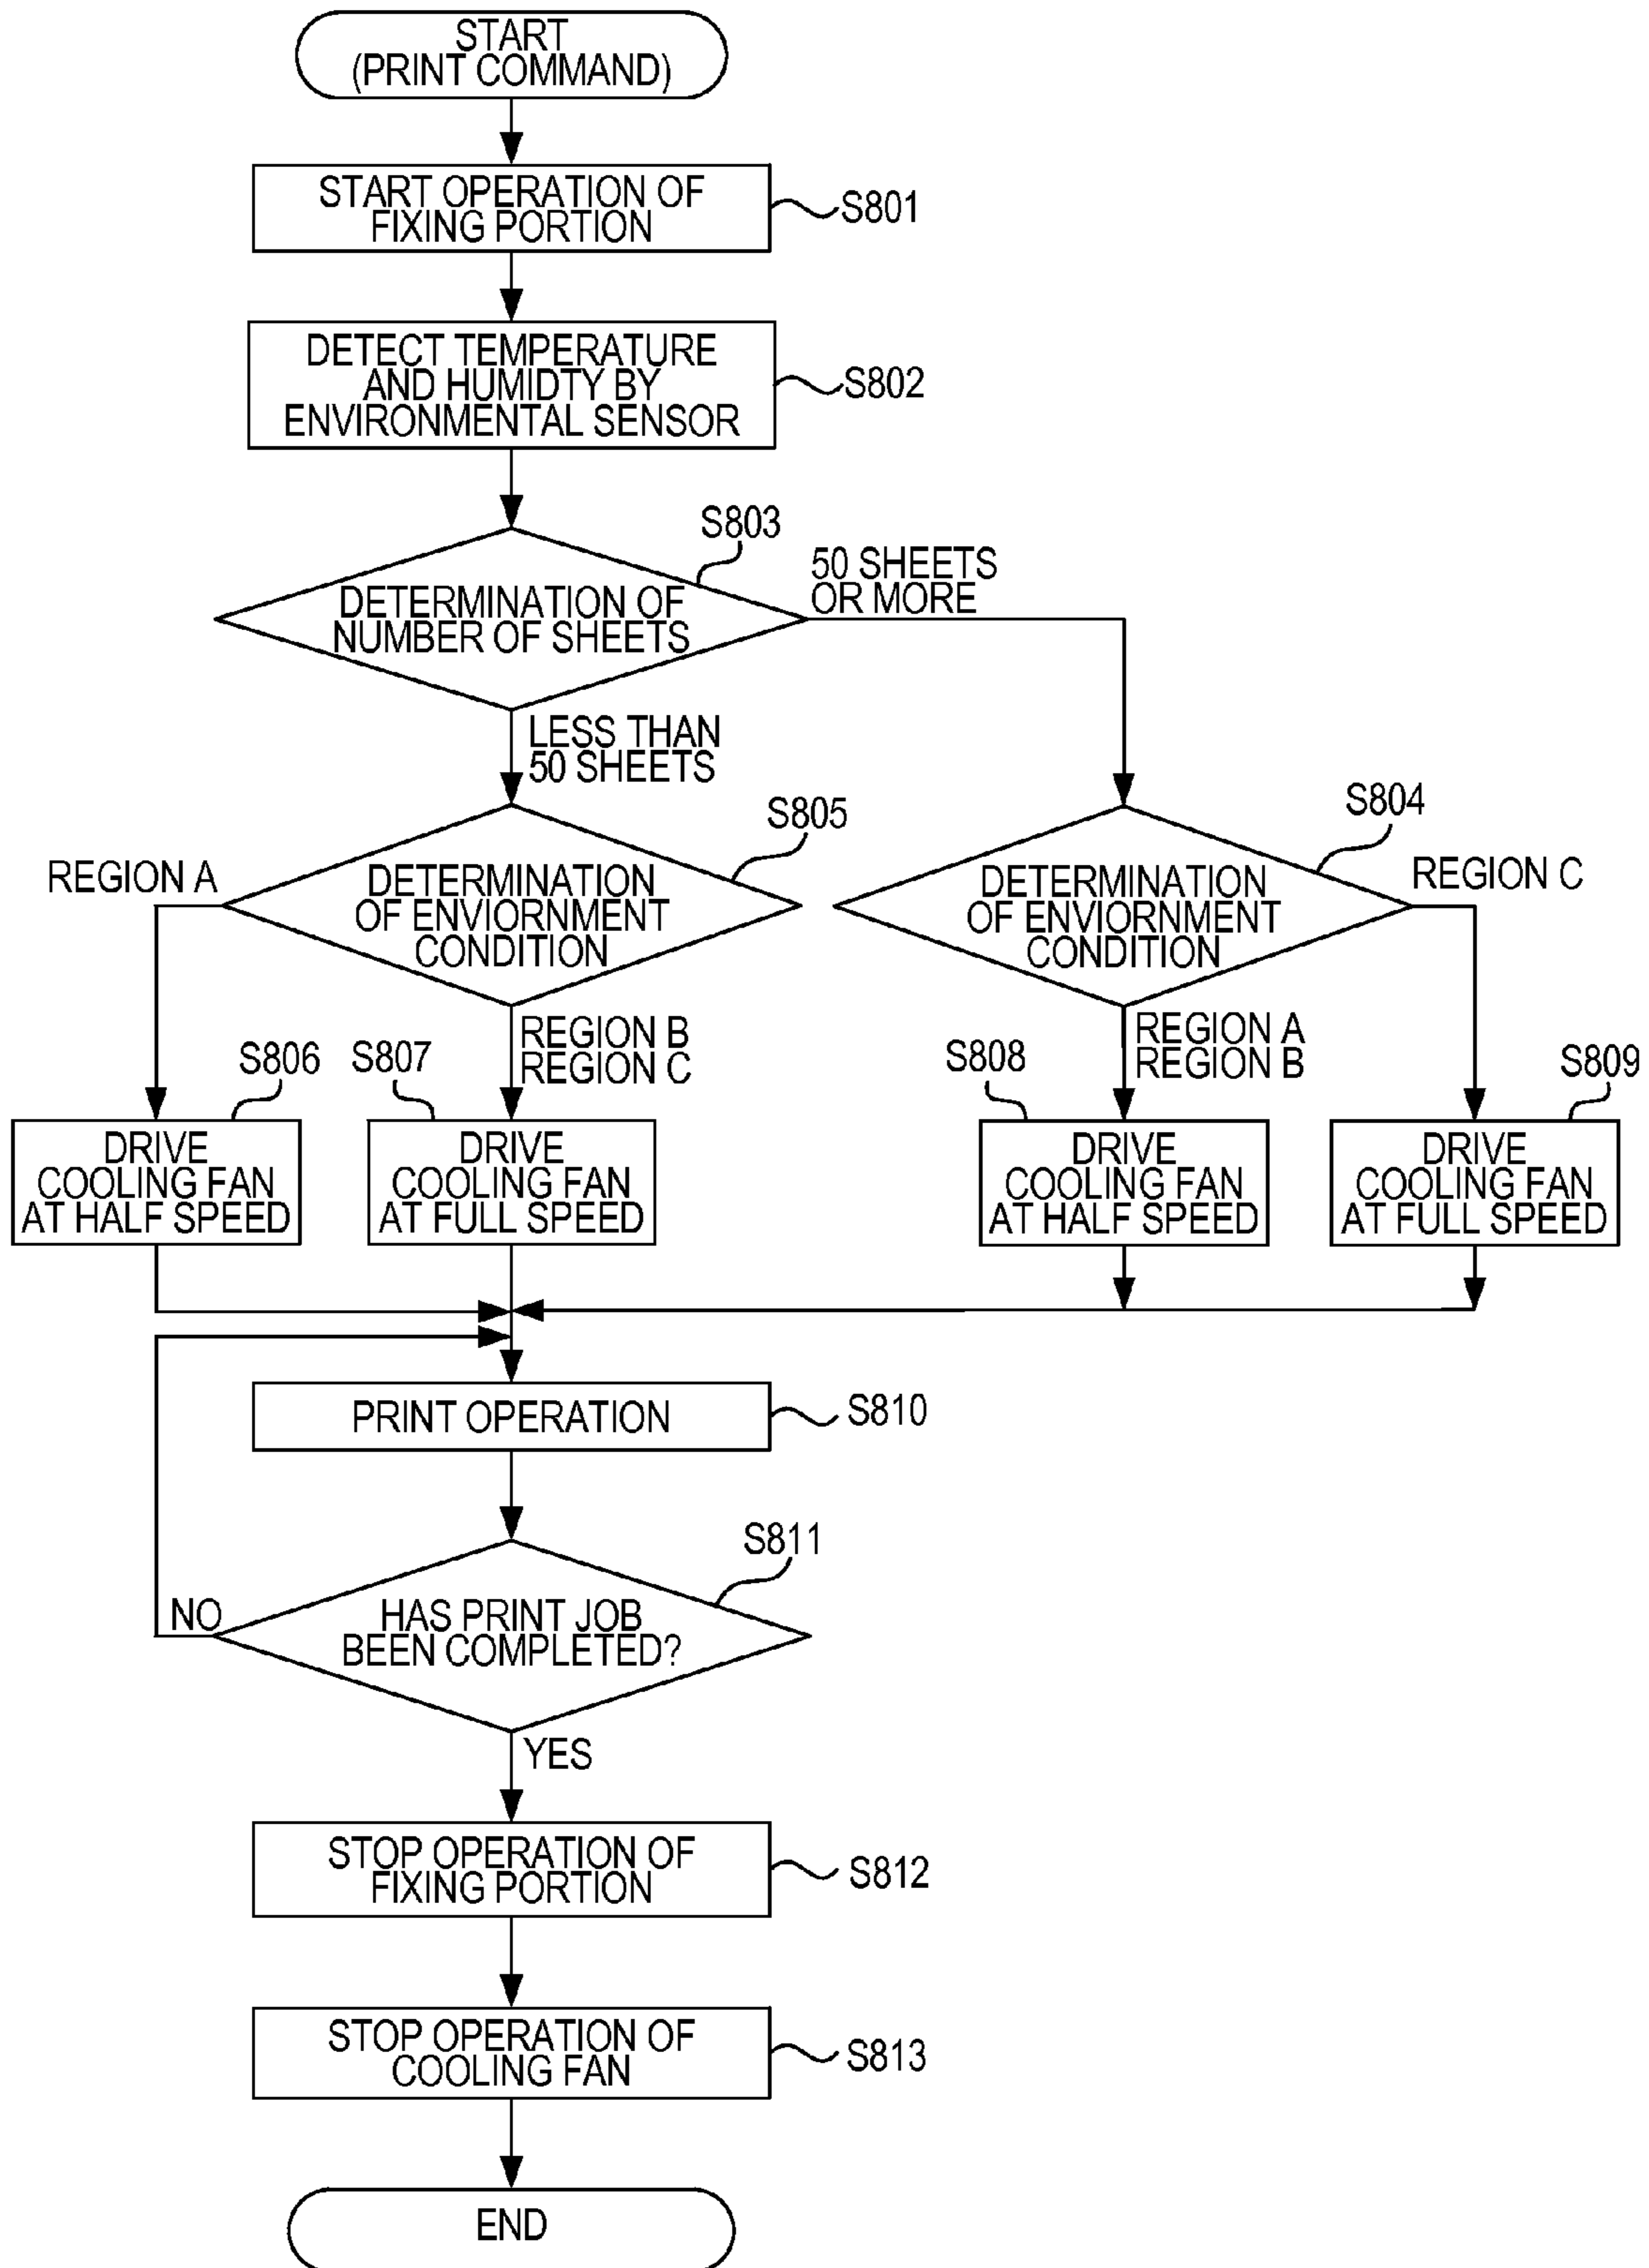 START
(PRINT COMMAND)
START OPERATION OF
FIXING PORTION
S801
DETECT TEMPERATURE
AND HUMIDTY BY
ENVIRONMENTAL SENSOR
S802
S803
DETERMINATION OF
NUMBER OF SHEETS
50 SHEETS
OR MORE
LESS THAN
50 SHEETS
S805
REGION A
DETERMINATION
OF ENVIORNMENT
CONDITION
S804
DETERMINATION
OF ENVIORNMENT
CONDITION
REGION C
REGION B
REGION C
REGION A
REGION B
S806
DRIVE
COOLING FAN
AT HALF SPEED
S807
DRIVE
COOLING FAN
AT FULL SPEED
S808
DRIVE
COOLING FAN
AT HALF SPEED
S809
DRIVE
COOLING FAN
AT FULL SPEED
PRINT OPERATION
S810
S811
HAS PRINT JOB
BEEN COMPLETED?
NO
YES
STOP OPERATION OF
FIXING PORTION
S812
STOP OPERATION OF
COOLING FAN
S813
END